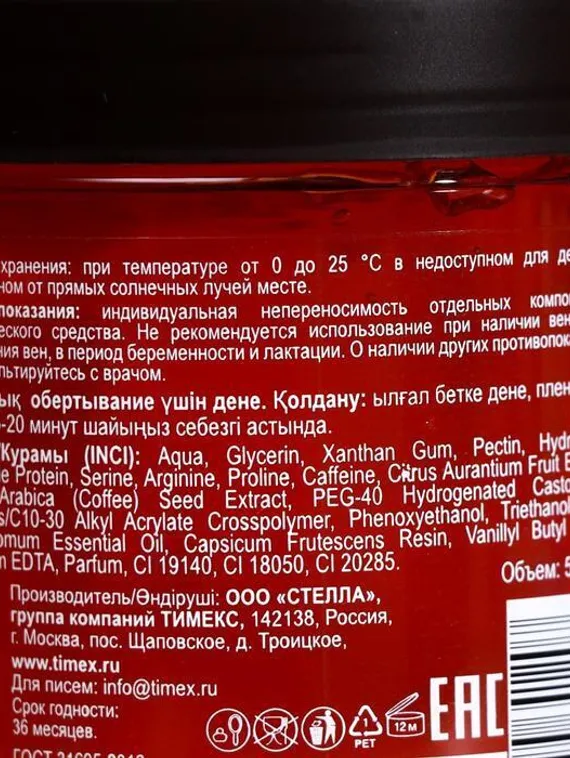 хранения: при температуре от 0 до 25 °С в недоступном для де
ном от прямых солнечных лучей месте.
показания: индивидуальная непереносимость отдельных компо
еского средства. Не рекомендуется использование при наличии вен
ния вен, в период беременности и лактации. О наличии других противопок
льтируйтесь с врачом.
ық обертывание үшін дене. Қолдану: ылғал бетке дене, плен
-20 минут шайыңыз себезгі астында.
/Курамы (INCI): Aqua, Glycerin, Xanthan Gum, Pectin, Hydr
e Protein, Serine, Arginine, Proline, Caffeine, Citrus Aurantium Fruit E
Arabica (Coffee) Seed Extract, PEG-40 Hydrogenated Casto
s/C10-30 Alkyl Acrylate Crosspolymer, Phenoxyethanol, Triethanol
omum Essential Oil, Capsicum Frutescens Resin, Vanillyl Butyl
m EDTA, Parfum, CI 19140, CI 18050, CI 20285.
Объем: 5
Производитель/Өндіруші: ООО «СТЕЛЛА»,
группа компаний ТИМЕКС, 142138, Россия,
г. Москва, пос. Щаповское, д. Троицкое,
www.timex.ru
Для писем: info@timex.ru
Срок годности:
36 месяцев.
12 м
PET
EAC